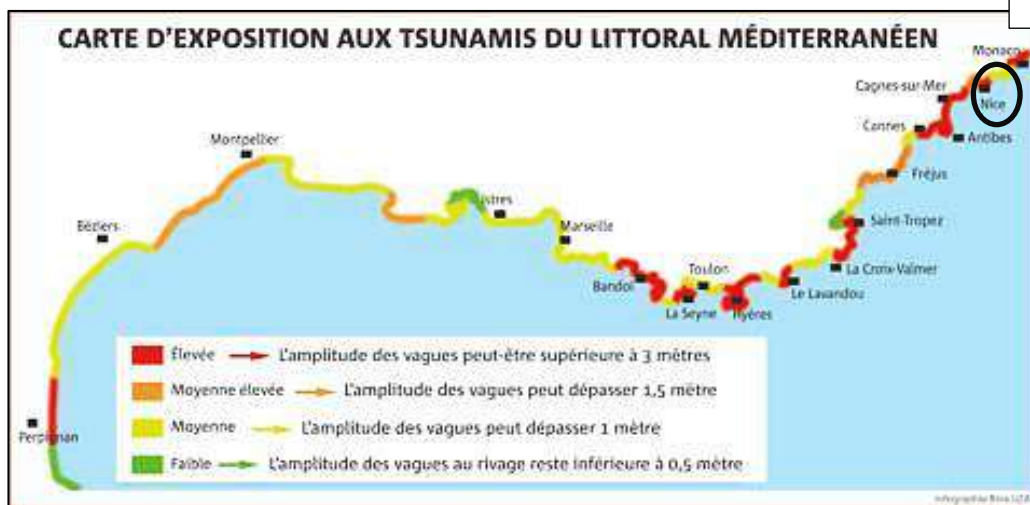 CARTE D'EXPOSITION AUX TSUNAMIS DU LITTORAL MÉDITERRANÉEN
Monaco
Cagnes-sur-Mer
Nice
Cannes
Antibes
Montpellier
Fréjus
Istres
Saint-Tropez
Béziers
Marseille
Toulon
La Croix-Valmer
Bandol
Le Lavandou
La Seyne
Hyères
Élevée L'amplitude des vagues peut-être supérieure à 3 mètres
Moyenne élevée L'amplitude des vagues peut dépasser 1,5 mètre
Moyenne L'amplitude des vagues peut dépasser 1 mètre
Perpignan
Faible L'amplitude des vagues au rivage reste inférieure à 0,5 mètre
Infographie